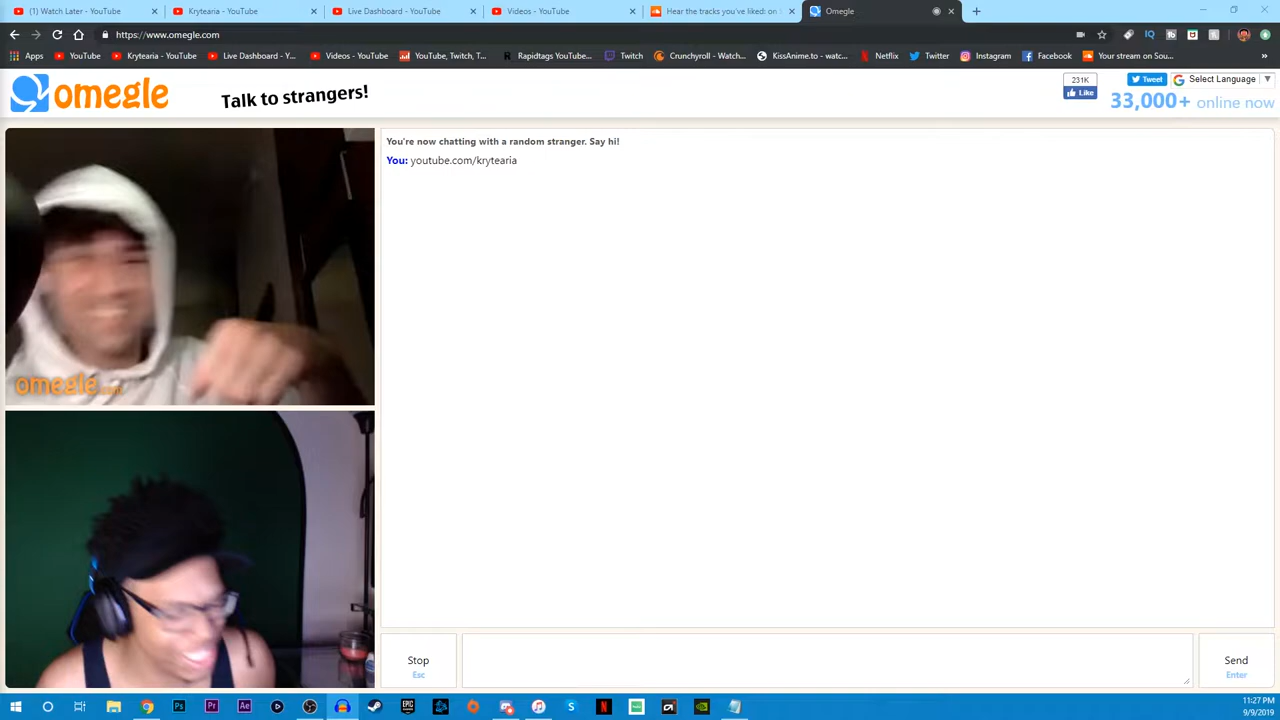 (1) Watch Later - YouTube
Krytearia - YouTube
Live Dashboard - YouTube
Videos - YouTube
Hear the tracks you've liked: on
Omegle
https://www.omegle.com
Apps
YouTube
Krytearia - YouTube
Live Dashboard - Y...
Videos - YouTube
YouTube, Twitch, T...
Rapidtags YouTube...
Twitch
Crunchyroll - Watch...
KissAnime.to - watc...
Netflix
Twitter
Instagram
Facebook
Your stream on Sou...
omegle
Talk to strangers!
231K
Like
Tweet
Select Language
33,000+ online now
You're now chatting with a random stranger. Say hi!
You: youtube.com/krytearia
omegle.com
Stop
Esc
Send
Enter
11:27 PM
9/9/2019